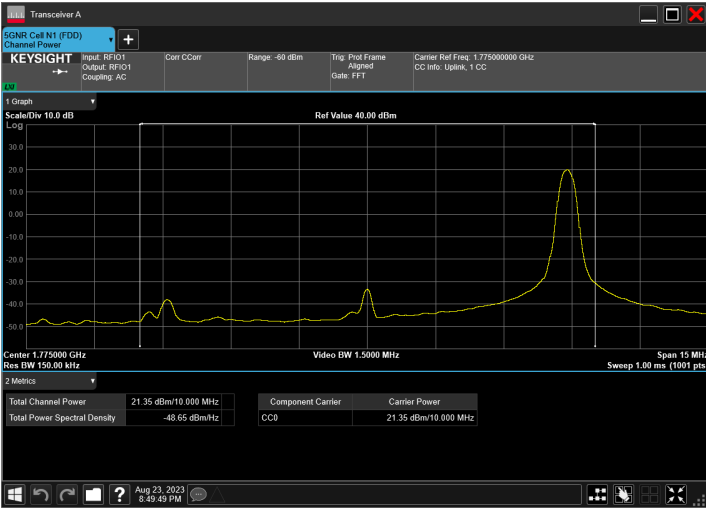 Transceiver A
5GNR Cell N1 (FDD)
Channel Power
KEYSIGHT
LXI
Input: RFIO1
Output: RFIO1
Coupling: AC
Corr CCorr
Range: -60 dBm
Trig: Prot Frame
Aligned
Gate: FFT
Carrier Ref Freq: 1.775000000 GHz
CC Info: Uplink, 1 CC
1 Graph
Scale/Div 10.0 dB
Ref Value 40.00 dBm
Log
30.0
20.0
10.0
0.00
-10.0
-20.0
-30.0
-40.0
-50.0
Center 1.775000 GHz
Video BW 1.5000 MHz
Span 15 MHz
Res BW 150.00 kHz
Sweep 1.00 ms (1001 pts
2 Metrics
Total Channel Power 21.35 dBm/10.000 MHz
Total Power Spectral Density -48.65 dBm/Hz
Component Carrier Carrier Power
CC0 21.35 dBm/10.000 MHz
Aug 23, 2023
8:49:49 PM